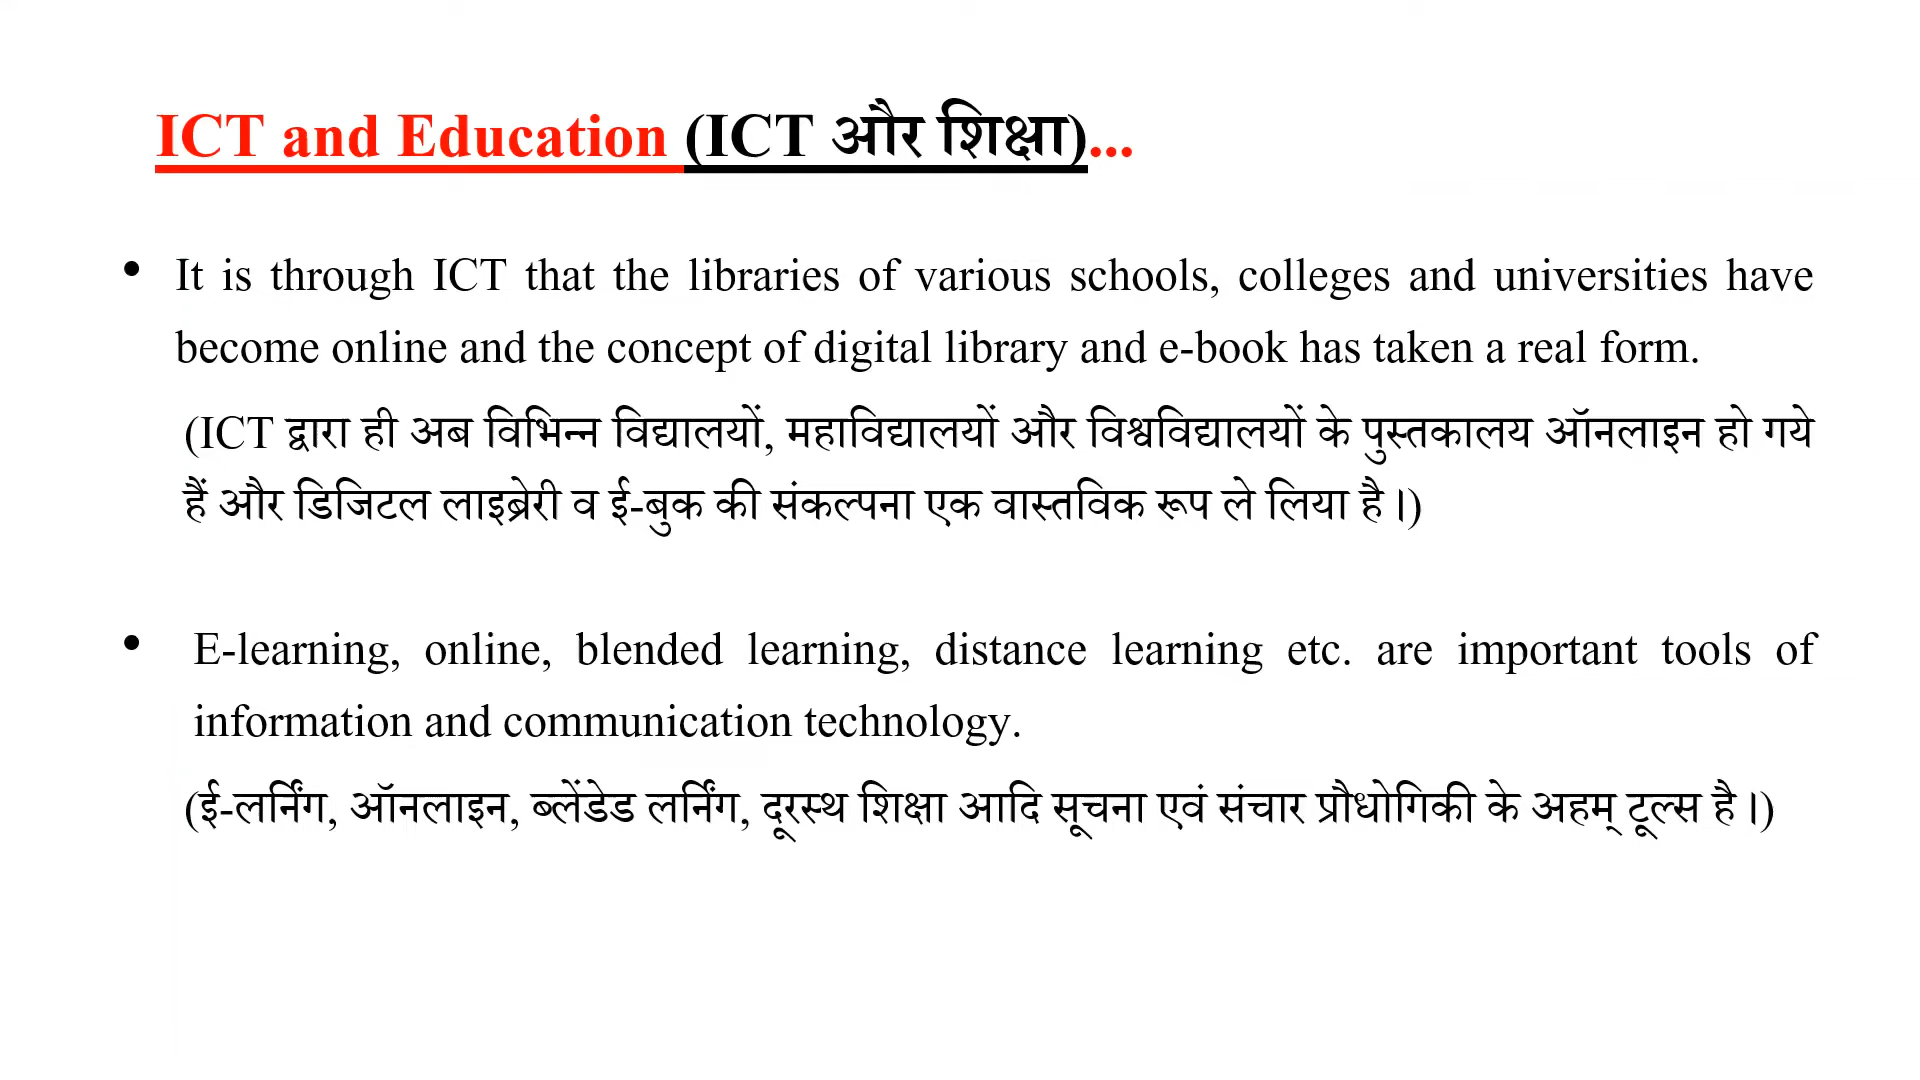 ICT and Education (ICT और शिक्षा)...
• It is through ICT that the libraries of various schools, colleges and universities have
become online and the concept of digital library and e-book has taken a real form.
(ICT द्वारा ही अब विभिन्न विद्यालयों, महाविद्यालयों और विश्वविद्यालयों के पुस्तकालय ऑनलाइन हो गये
हैं और डिजिटल लाइब्रेरी व ई-बुक की संकल्पना एक वास्तविक रूप ले लिया है।)
• E-learning, online, blended learning, distance learning etc. are important tools of
information and communication technology.
(ई-लर्निंग, ऑनलाइन, ब्लेंडेड लर्निंग, दूरस्थ शिक्षा आदि सूचना एवं संचार प्रौधोगिकी के अहम् टूल्स है।)